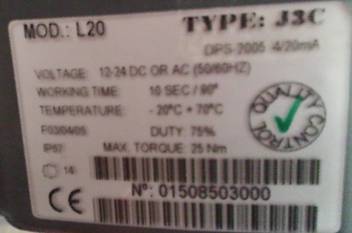 MOD.: L20 TYPE: J3C
DPS-2005 4/20mA
VOLTAGE: 12-24 DC OR AC (50/60HZ)
WORKING TIME: 10 SEC / 90°
TEMPERATURE: - 20°C + 70°C
F03/04/05 DUTY: 75%
IP67 MAX. TORQUE: 25 Nm
14
Nº: 01508503000
CE
QUALITY CONTROL